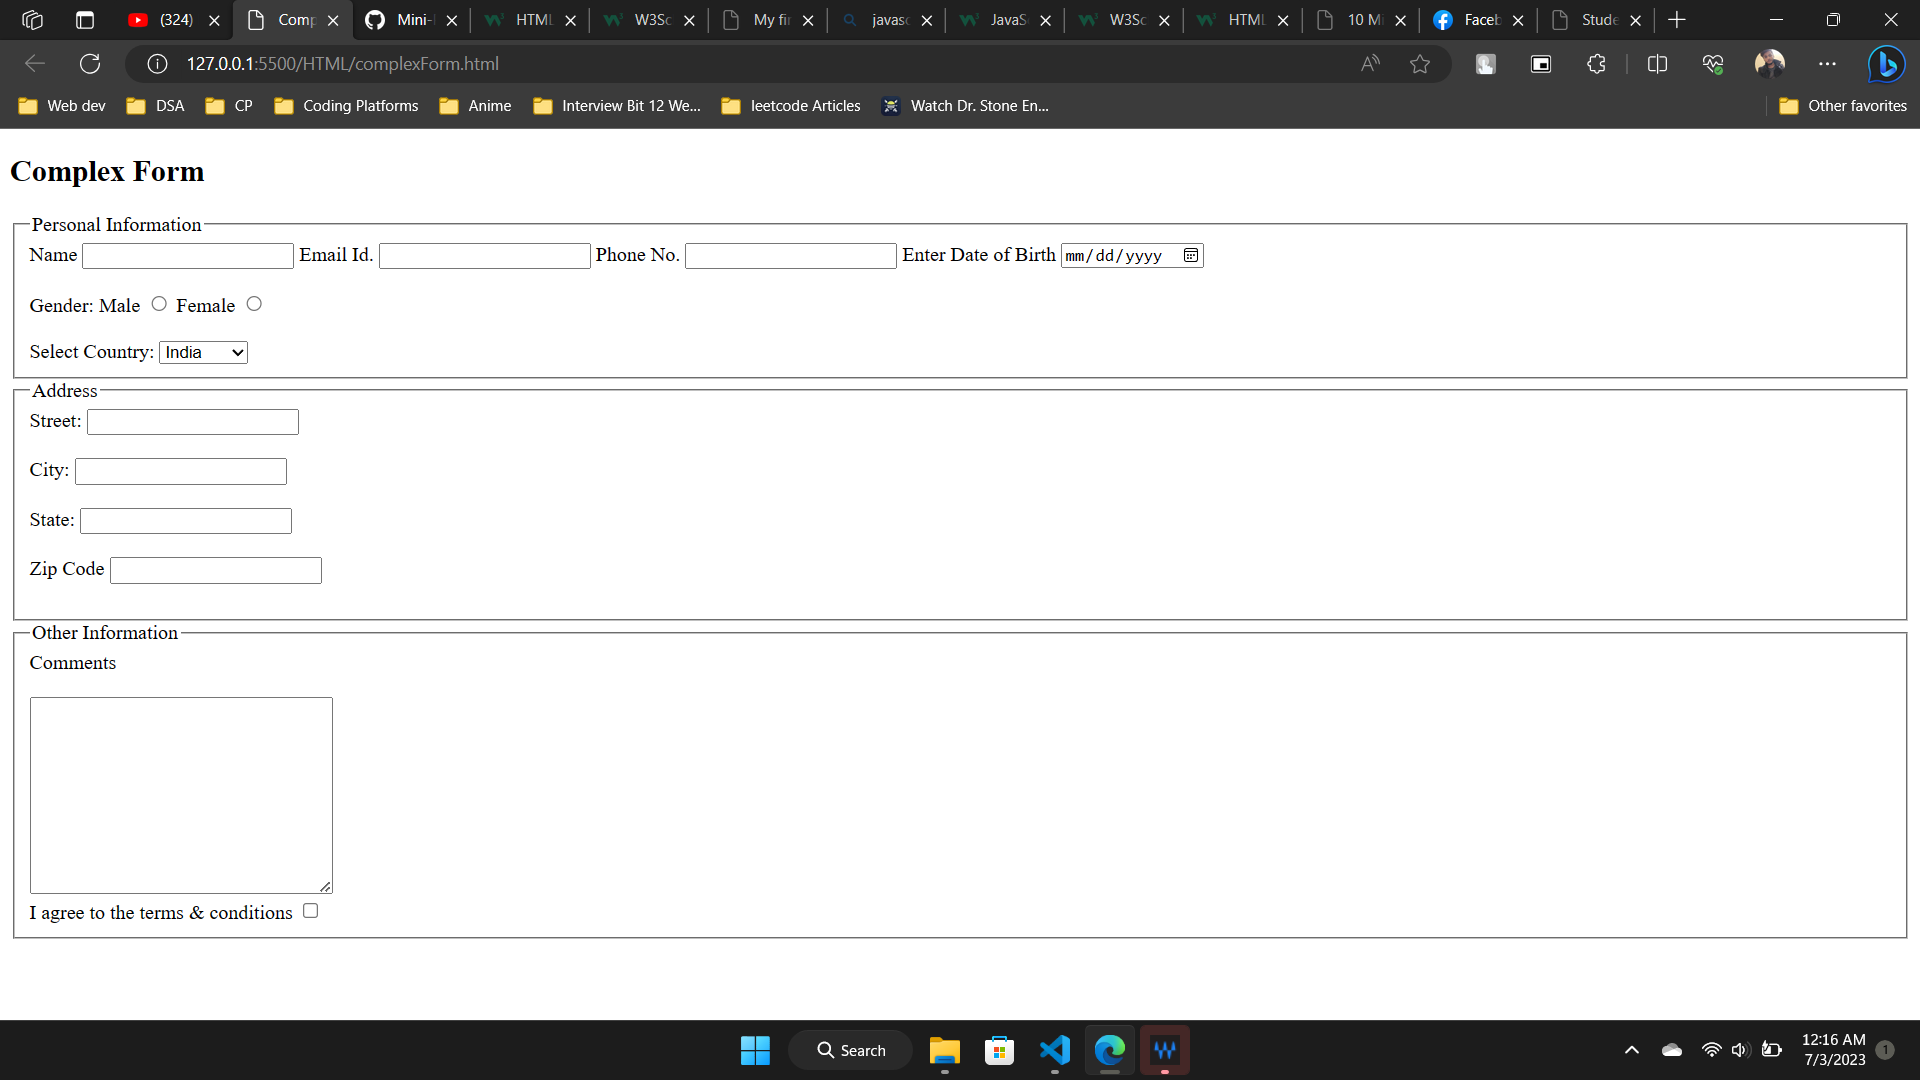 (324)
Comp
Mini-
HTML
W3Sc
My fir
javasc
JavaSc
W3Sc
HTML
10 Mi
Faceb
Stude
127.0.0.1:5500/HTML/complexForm.html
Web dev
DSA
CP
Coding Platforms
Anime
Interview Bit 12 We...
leetcode Articles
Watch Dr. Stone En...
Other favorites
Complex Form
Personal Information
Name Email Id. Phone No. Enter Date of Birth mm/dd/yyyy
Gender: Male Female
Select Country: India
Address
Street:
City:
State:
Zip Code
Other Information
Comments
I agree to the terms & conditions
Search
12:16 AM
7/3/2023
1